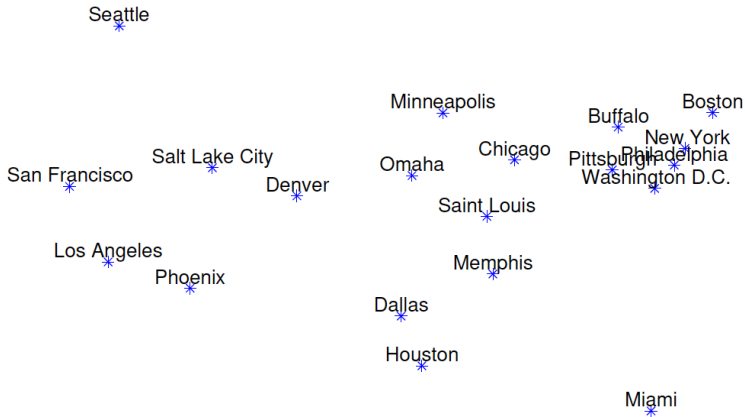 Seattle
Minneapolis
Boston
Buffalo
New York
Chicago
Philadelphia
Salt Lake City
Pittsburgh
Omaha
San Francisco
Denver
Washington D.C.
Saint Louis
Los Angeles
Memphis
Phoenix
Dallas
Houston
Miami